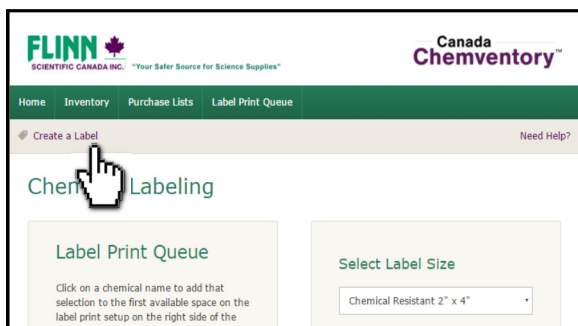 FLINN
SCIENTIFIC CANADA INC.
"Your Safer Source for Science Supplies"
Canada
Chemventory™
Home Inventory Purchase Lists Label Print Queue
Create a Label
Need Help?
Labeling
Label Print Queue
Click on a chemical name to add that
selection to the first available space on the
label print setup on the right side of the
Select Label Size
Chemical Resistant 2" x 4"